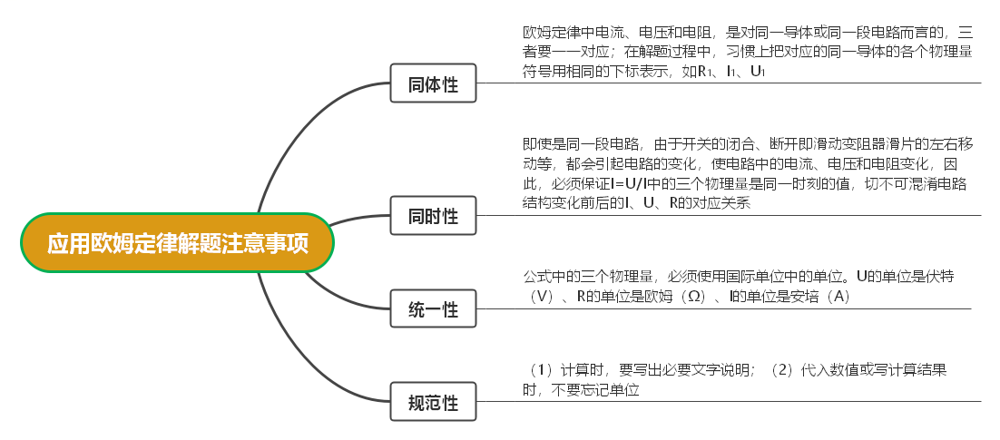 应用欧姆定律解题注意事项
同体性
欧姆定律中电流、电压和电阻，是对同一导体或同一段电路而言的，三
者要一一对应；在解题过程中，习惯上把对应的同一导体的各个物理量
符号用相同的下标表示，如R₁、I₁、U₁
同时性
即使是同一段电路，由于开关的闭合、断开即滑动变阻器滑片的左右移
动等，都会引起电路的变化，使电路中的电流、电压和电阻变化，因
此，必须保证I=U/I中的三个物理量是同一时刻的值，切不可混淆电路
结构变化前后的I、U、R的对应关系
统一性
公式中的三个物理量，必须使用国际单位中的单位。U的单位是伏特
（V）、R的单位是欧姆（Ω）、I的单位是安培（A）
规范性
（1）计算时，要写出必要文字说明；（2）代入数值或写计算结果
时，不要忘记单位